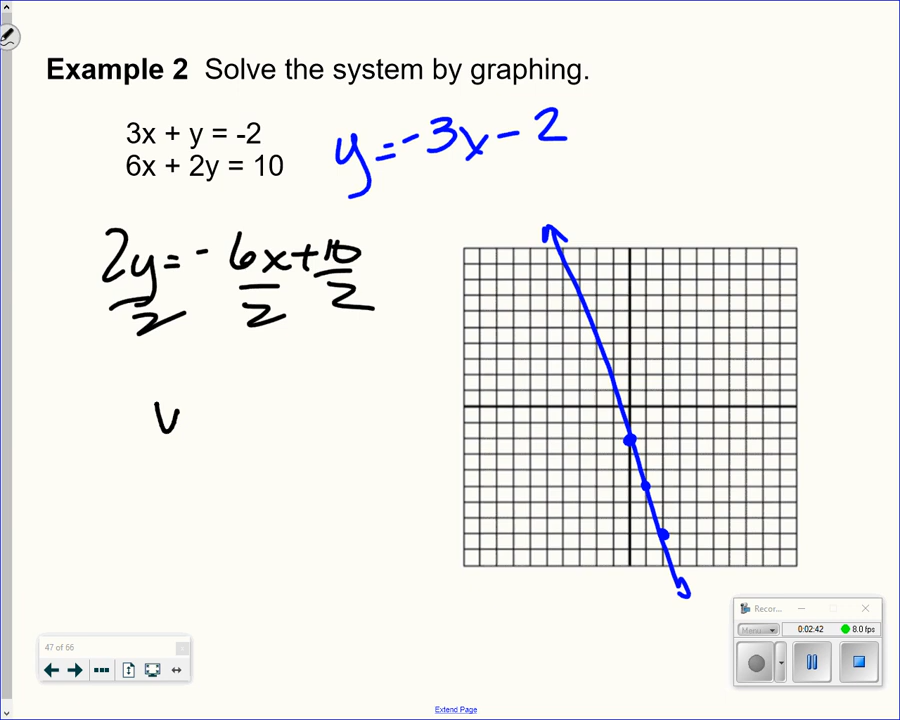 Example 2 Solve the system by graphing.
3x + y = -2
6x + 2y = 10
y = -3x - 2
2y = -6x + 10
2 2 2
Recor...
Menu
0:02:42
8.0 fps
47 of 66
Extend Page